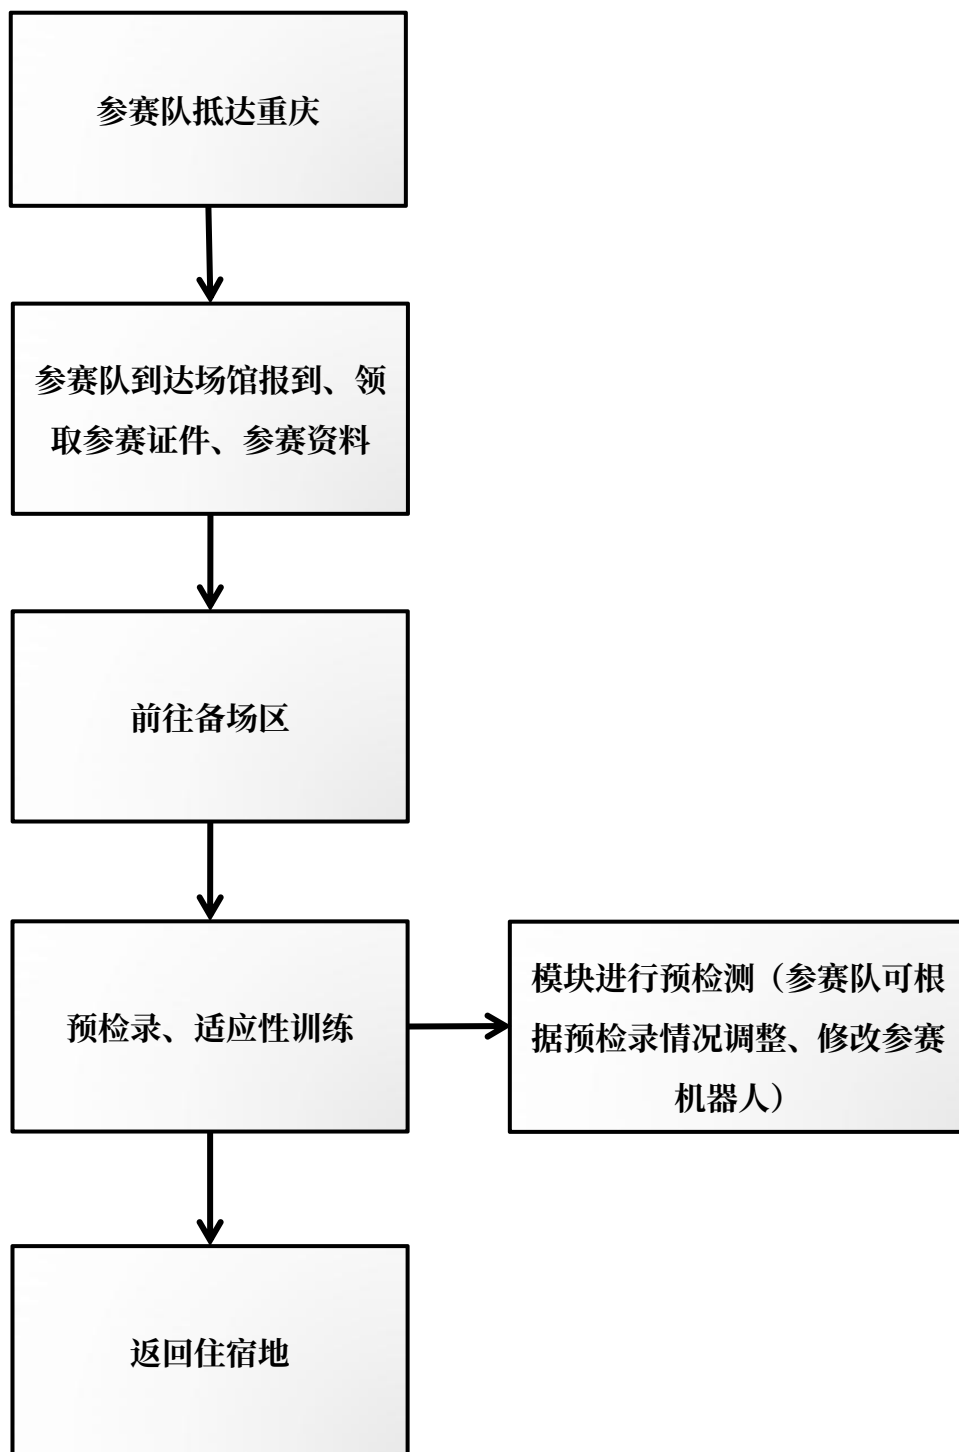 参赛队抵达重庆
参赛队到达场馆报到、领
取参赛证件、参赛资料
前往备场区
预检录、适应性训练
模块进行预检测（参赛队可根
据预检录情况调整、修改参赛
机器人）
返回住宿地